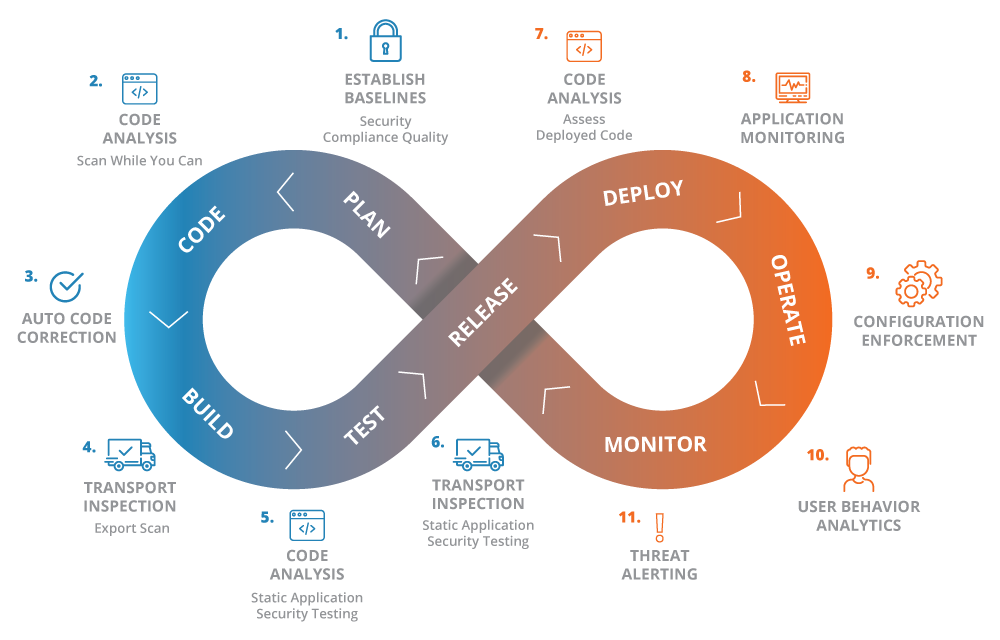 1.
ESTABLISH
BASELINES
Security
Compliance Quality
2.
</>
CODE
ANALYSIS
Scan While You Can
3.
AUTO CODE
CORRECTION
4.
TRANSPORT
INSPECTION
Export Scan
5.
</>
CODE
ANALYSIS
Static Application
Security Testing
6.
TRANSPORT
INSPECTION
Static Application
Security Testing
7.
</>
CODE
ANALYSIS
Assess
Deployed Code
8.
APPLICATION
MONITORING
9.
CONFIGURATION
ENFORCEMENT
10.
USER BEHAVIOR
ANALYTICS
11.
THREAT
ALERTING
PLAN
CODE
BUILD
TEST
RELEASE
DEPLOY
OPERATE
MONITOR